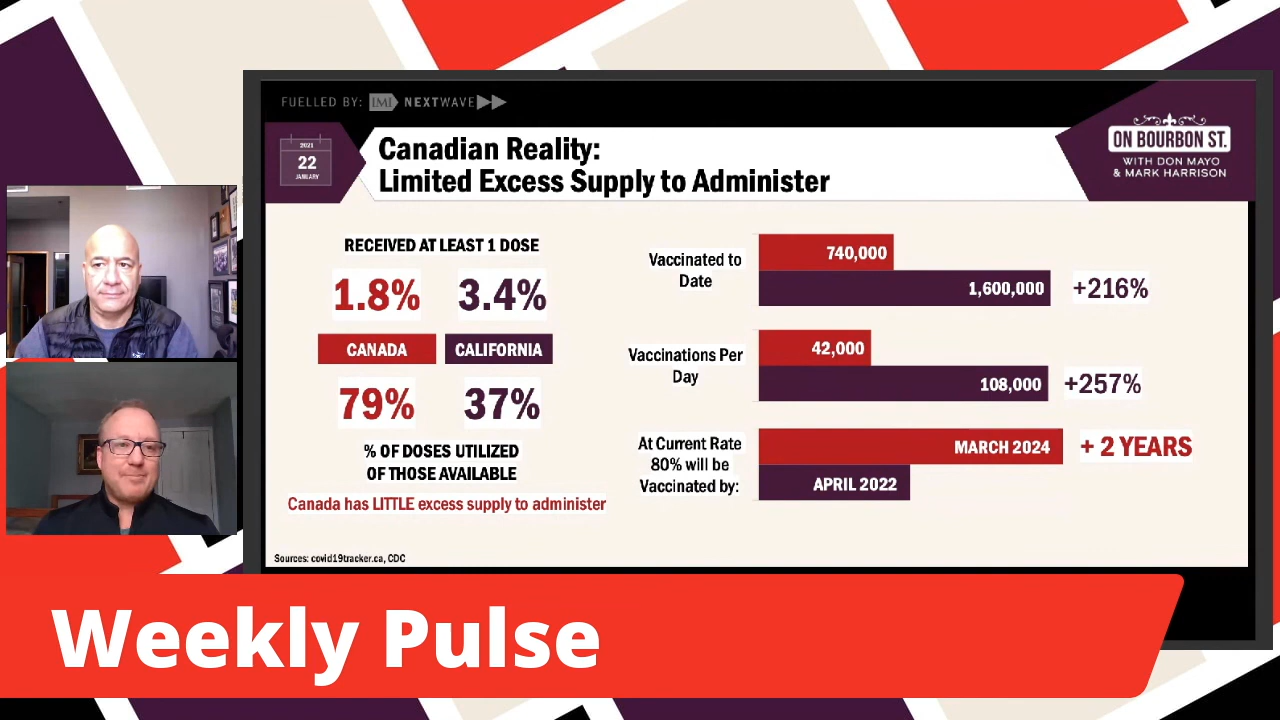 FUELLED BY: IMI NEXTWAVE
2021
22
JANUARY
Canadian Reality:
Limited Excess Supply to Administer
ON BOURBON ST.
WITH DON MAYO
& MARK HARRISON
RECEIVED AT LEAST 1 DOSE
1.8% 3.4%
CANADA CALIFORNIA
79% 37%
% OF DOSES UTILIZED
OF THOSE AVAILABLE
Canada has LITTLE excess supply to administer
Vaccinated to
Date
740,000
1,600,000 +216%
Vaccinations Per
Day
42,000
108,000 +257%
At Current Rate
80% will be
Vaccinated by:
MARCH 2024 + 2 YEARS
APRIL 2022
Sources: covid19tracker.ca, CDC
Weekly Pulse